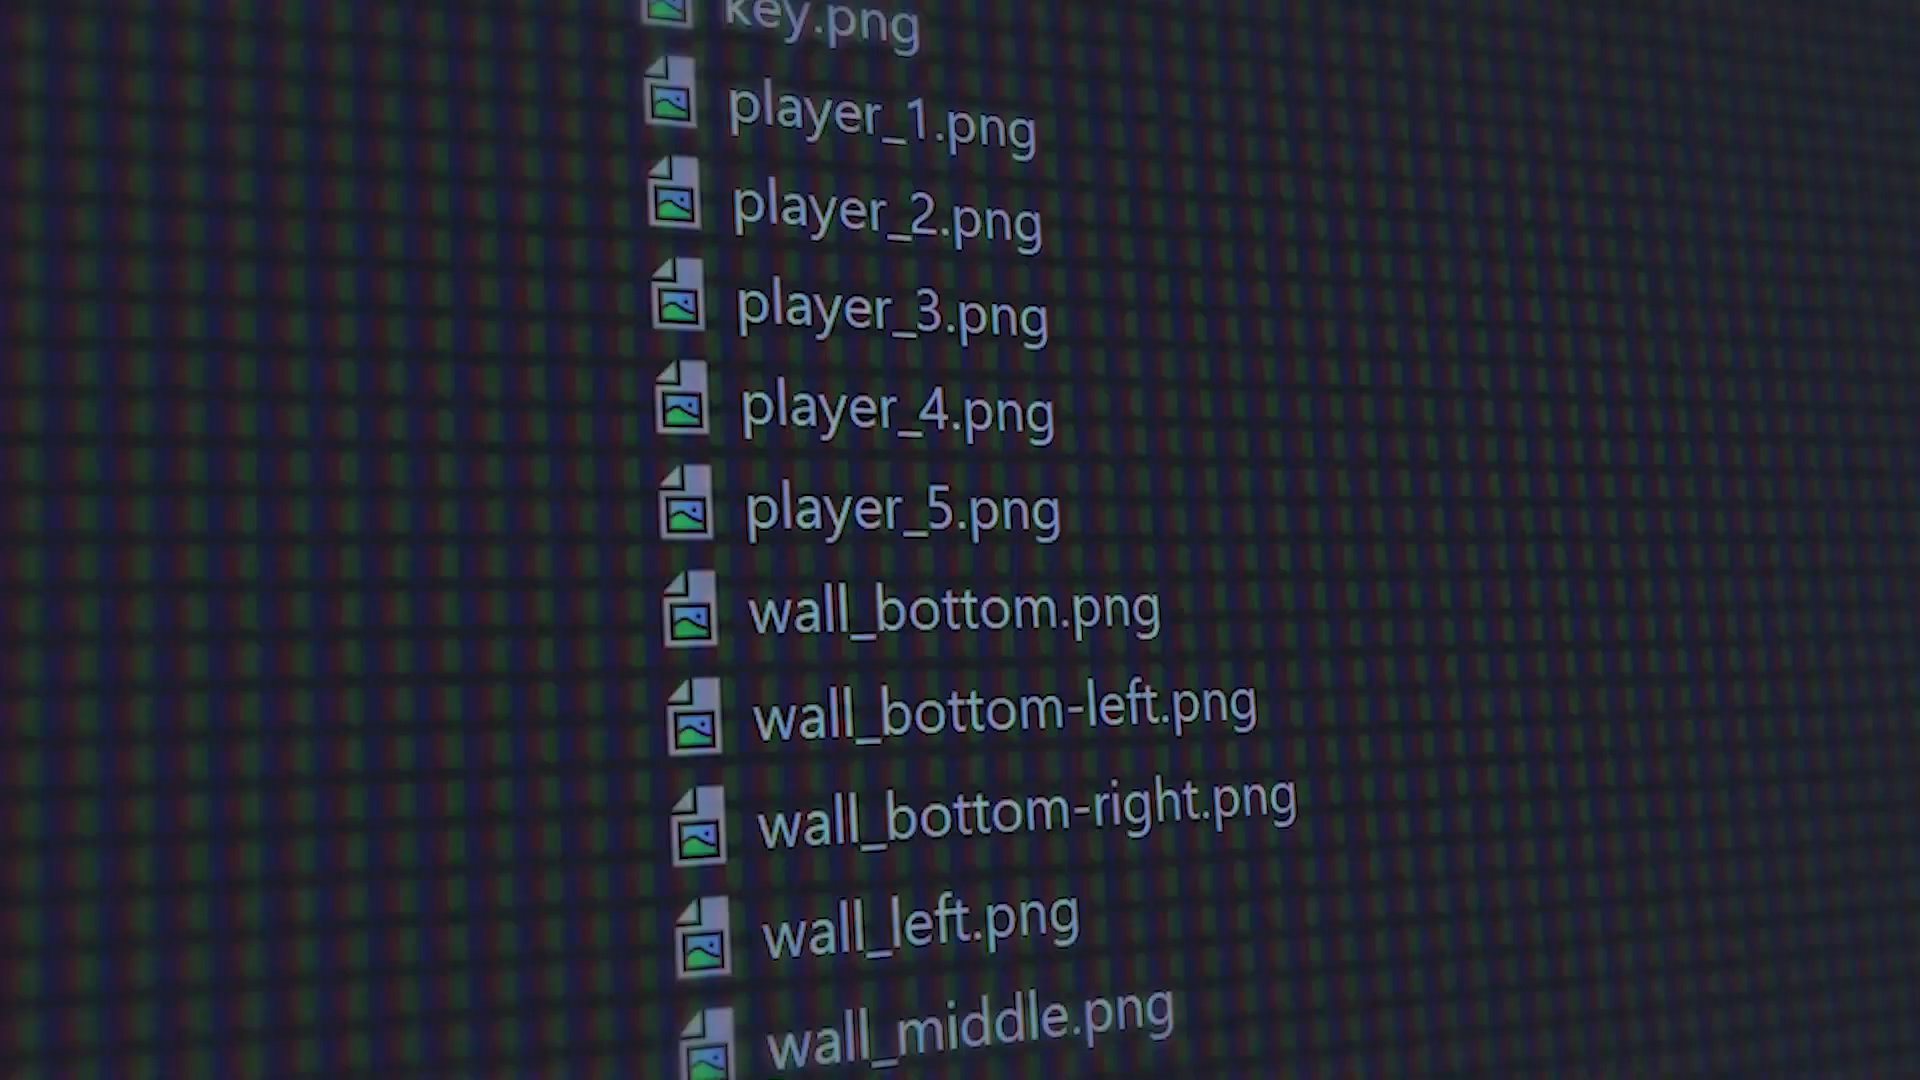 key.png
player_1.png
player_2.png
player_3.png
player_4.png
player_5.png
wall_bottom.png
wall_bottom-left.png
wall_bottom-right.png
wall_left.png
wall_middle.png